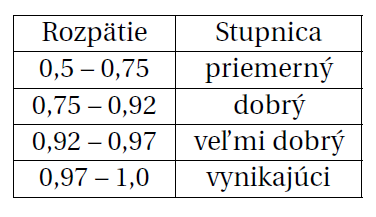 Rozpätie Stupnica
0,5 – 0,75 priemerný
0,75 – 0,92 dobrý
0,92 – 0,97 veľmi dobrý
0,97 – 1,0 vynikajúci